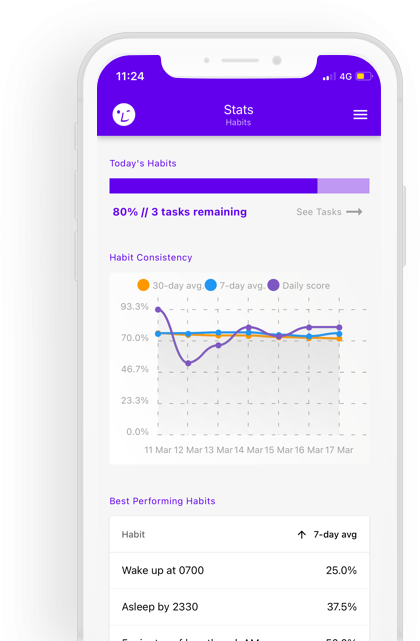 11:24
4G
Stats
Habits
Today's Habits
80% // 3 tasks remaining
See Tasks
Habit Consistency
30-day avg. 7-day avg. Daily score
93.3%
70.0%
46.7%
23.3%
0.0%
11 Mar 12 Mar 13 Mar 14 Mar 15 Mar 16 Mar 17 Mar
Best Performing Habits
Habit 7-day avg
Wake up at 0700 25.0%
Asleep by 2330 37.5%